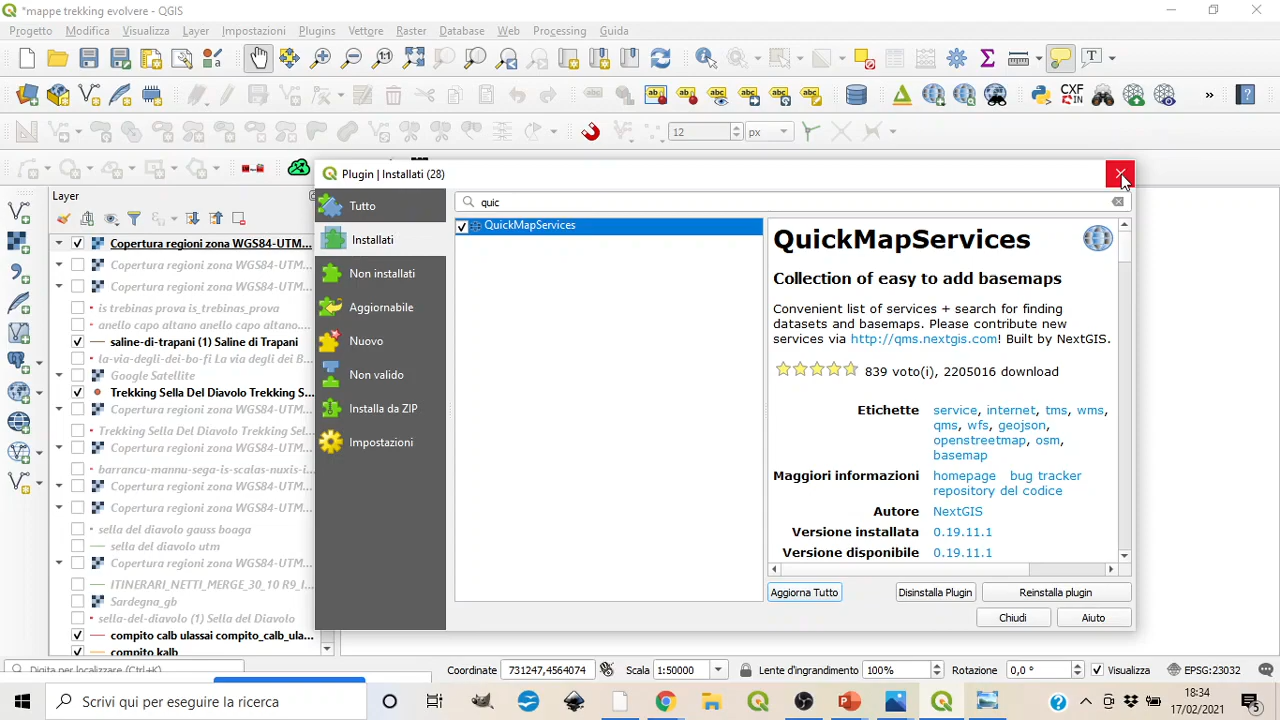 *mappe trekking evolvere - QGIS
Progetto Modifica Visualizza Layer Impostazioni Plugins Vettore Raster Database Web Processing Guida
12 px
Plugin | Installati (28)
Layer
Copertura regioni zona WGS84-UTM...
Copertura regioni zona WGS84-UTM...
Copertura regioni zona WGS84-UTM...
is trebinas prova is_trebinas_prova
anello capo altano anello capo altano....
saline-di-trapani (1) Saline di Trapani
la-via-degli-dei-bo-fi La via degli dei B...
Google Satellite
Trekking Sella Del Diavolo Trekking S...
Copertura regioni zona WGS84-UTM...
Trekking Sella Del Diavolo Trekking Sel...
Copertura regioni zona WGS84-UTM...
barrancu-mannu-sega-is-scalas-nuxis-i...
Copertura regioni zona WGS84-UTM...
Copertura regioni zona WGS84-UTM...
sella del diavolo gauss boaga
sella del diavolo utm
Copertura regioni zona WGS84-UTM...
ITINERARI_NETTI_MERGE_30_10 R9_I...
Sardegna_gb
sella-del-diavolo (1) Sella del Diavolo
compito calb ulassai compito_calb_ula...
compito kalb
Tutto
Installati
Non installati
Aggiornabile
Nuovo
Non valido
Installa da ZIP
Impostazioni
quic
QuickMapServices
QuickMapServices
Collection of easy to add basemaps
Convenient list of services + search for finding
datasets and basemaps. Please contribute new
services via http://qms.nextgis.com! Built by NextGIS.
839 voto(i), 2205016 download
Etichette service, internet, tms, wms,
qms, wfs, geojson,
openstreetmap, osm,
basemap
Maggiori informazioni homepage bug tracker
repository del codice
Autore NextGIS
Versione installata 0.19.11.1
Versione disponibile 0.19.11.1
Aggiorna Tutto Disinstalla Plugin Reinstalla plugin
Chiudi Aiuto
Digita per localizzare (Ctrl+K) Coordinate 731247,4564074 Scala 1:50000 Lente d'ingrandimento 100% Rotazione 0,0 ° Visualizza EPSG:23032
Scrivi qui per eseguire la ricerca
18:34
17/02/2021
5